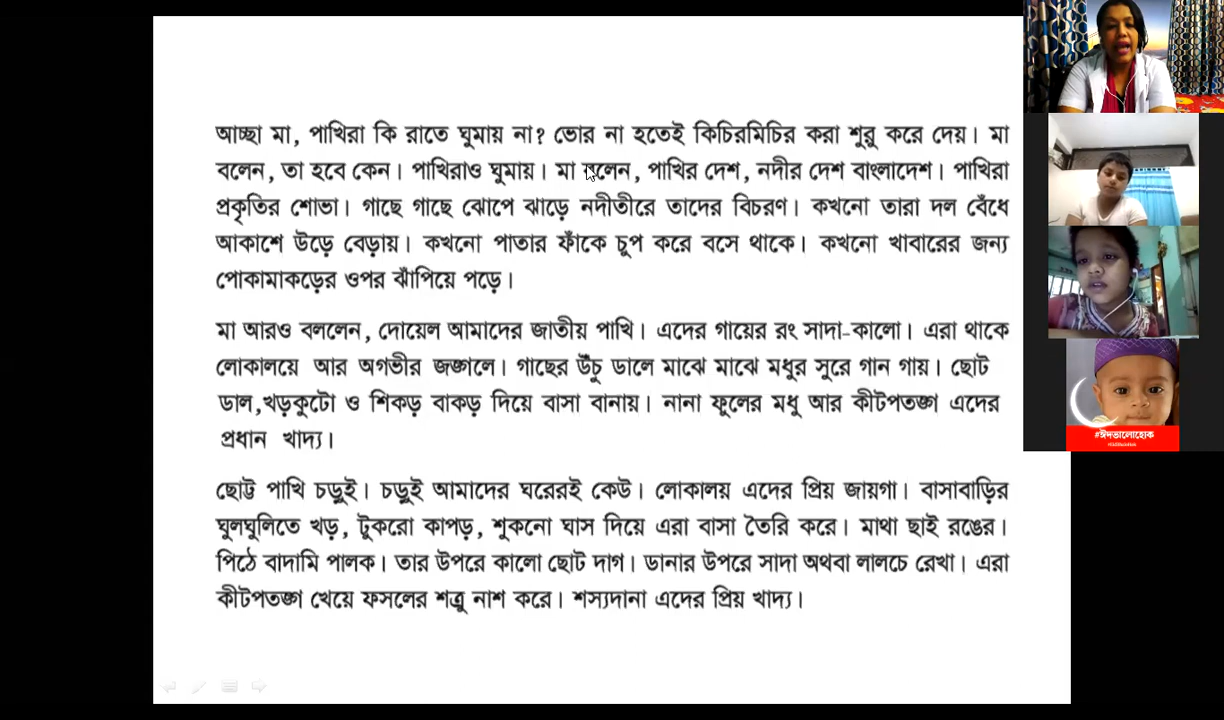 আচ্ছা মা, পাখিরা কি রাতে ঘুমায় না? ভোর না হতেই কিচিরমিচির করা শুরু করে দেয়। মা
বলেন, তা হবে কেন। পাখিরাও ঘুমায়। মা বলেন, পাখির দেশ, নদীর দেশ বাংলাদেশ। পাখিরা
প্রকৃতির শোভা। গাছে গাছে ঝোপে ঝাড়ে নদীতীরে তাদের বিচরণ। কখনো তারা দল বেঁধে
আকাশে উড়ে বেড়ায়। কখনো পাতার ফাঁকে চুপ করে বসে থাকে। কখনো খাবারের জন্য
পোকামাকড়ের ওপর ঝাঁপিয়ে পড়ে।
মা আরও বললেন, দোয়েল আমাদের জাতীয় পাখি। এদের গায়ের রং সাদা-কালো। এরা থাকে
লোকালয়ে আর অগভীর জঙ্গলে। গাছের উঁচু ডালে মাঝে মাঝে মধুর সুরে গান গায়। ছোট
ডাল,খড়কুটো ও শিকড় বাকড় দিয়ে বাসা বানায়। নানা ফুলের মধু আর কীটপতঙ্গ এদের
প্রধান খাদ্য।
ছোট্ট পাখি চড়ুই। চড়ুই আমাদের ঘরেরই কেউ। লোকালয় এদের প্রিয় জায়গা। বাসাবাড়ির
ঘুলঘুলিতে খড়, টুকরো কাপড়, শুকনো ঘাস দিয়ে এরা বাসা তৈরি করে। মাথা ছাই রঙের।
পিঠে বাদামি পালক। তার উপরে কালো ছোট দাগ। ডানার উপরে সাদা অথবা লালচে রেখা। এরা
কীটপতঙ্গ খেয়ে ফসলের শত্রু নাশ করে। শস্যদানা এদের প্রিয় খাদ্য।
#ঈদভালোহোক